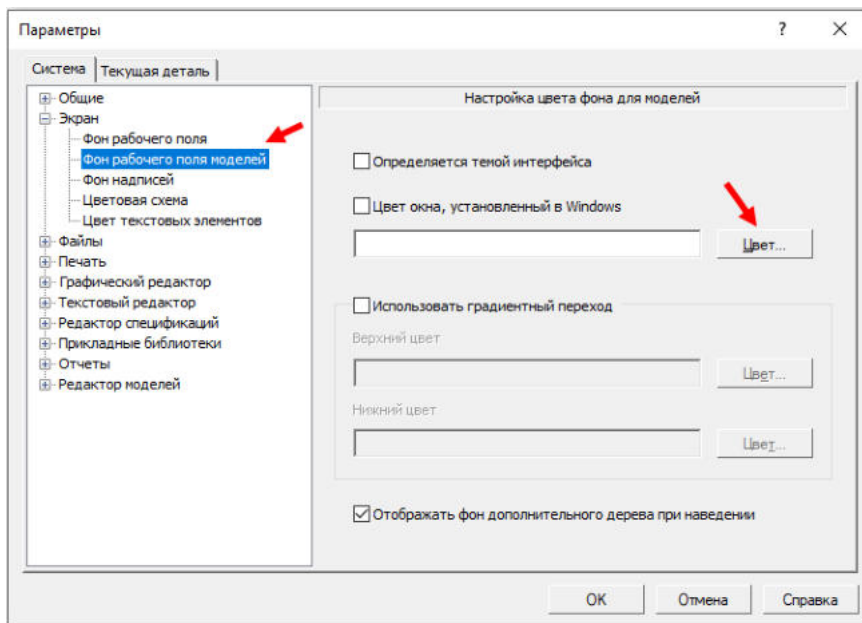 Параметры
?
Система
Текущая деталь
Общие
Экран
Фон рабочего поля
Фон рабочего поля моделей
Фон надписей
Цветовая схема
Цвет текстовых элементов
Файлы
Печать
Графический редактор
Текстовый редактор
Редактор спецификаций
Прикладные библиотеки
Отчеты
Редактор моделей
Настройка цвета фона для моделей
Определяется темой интерфейса
Цвет окна, установленный в Windows
Цвет...
Использовать градиентный переход
Верхний цвет
Цвет...
Нижний цвет
Цвет...
Отображать фон дополнительного дерева при наведении
OK
Отмена
Справка